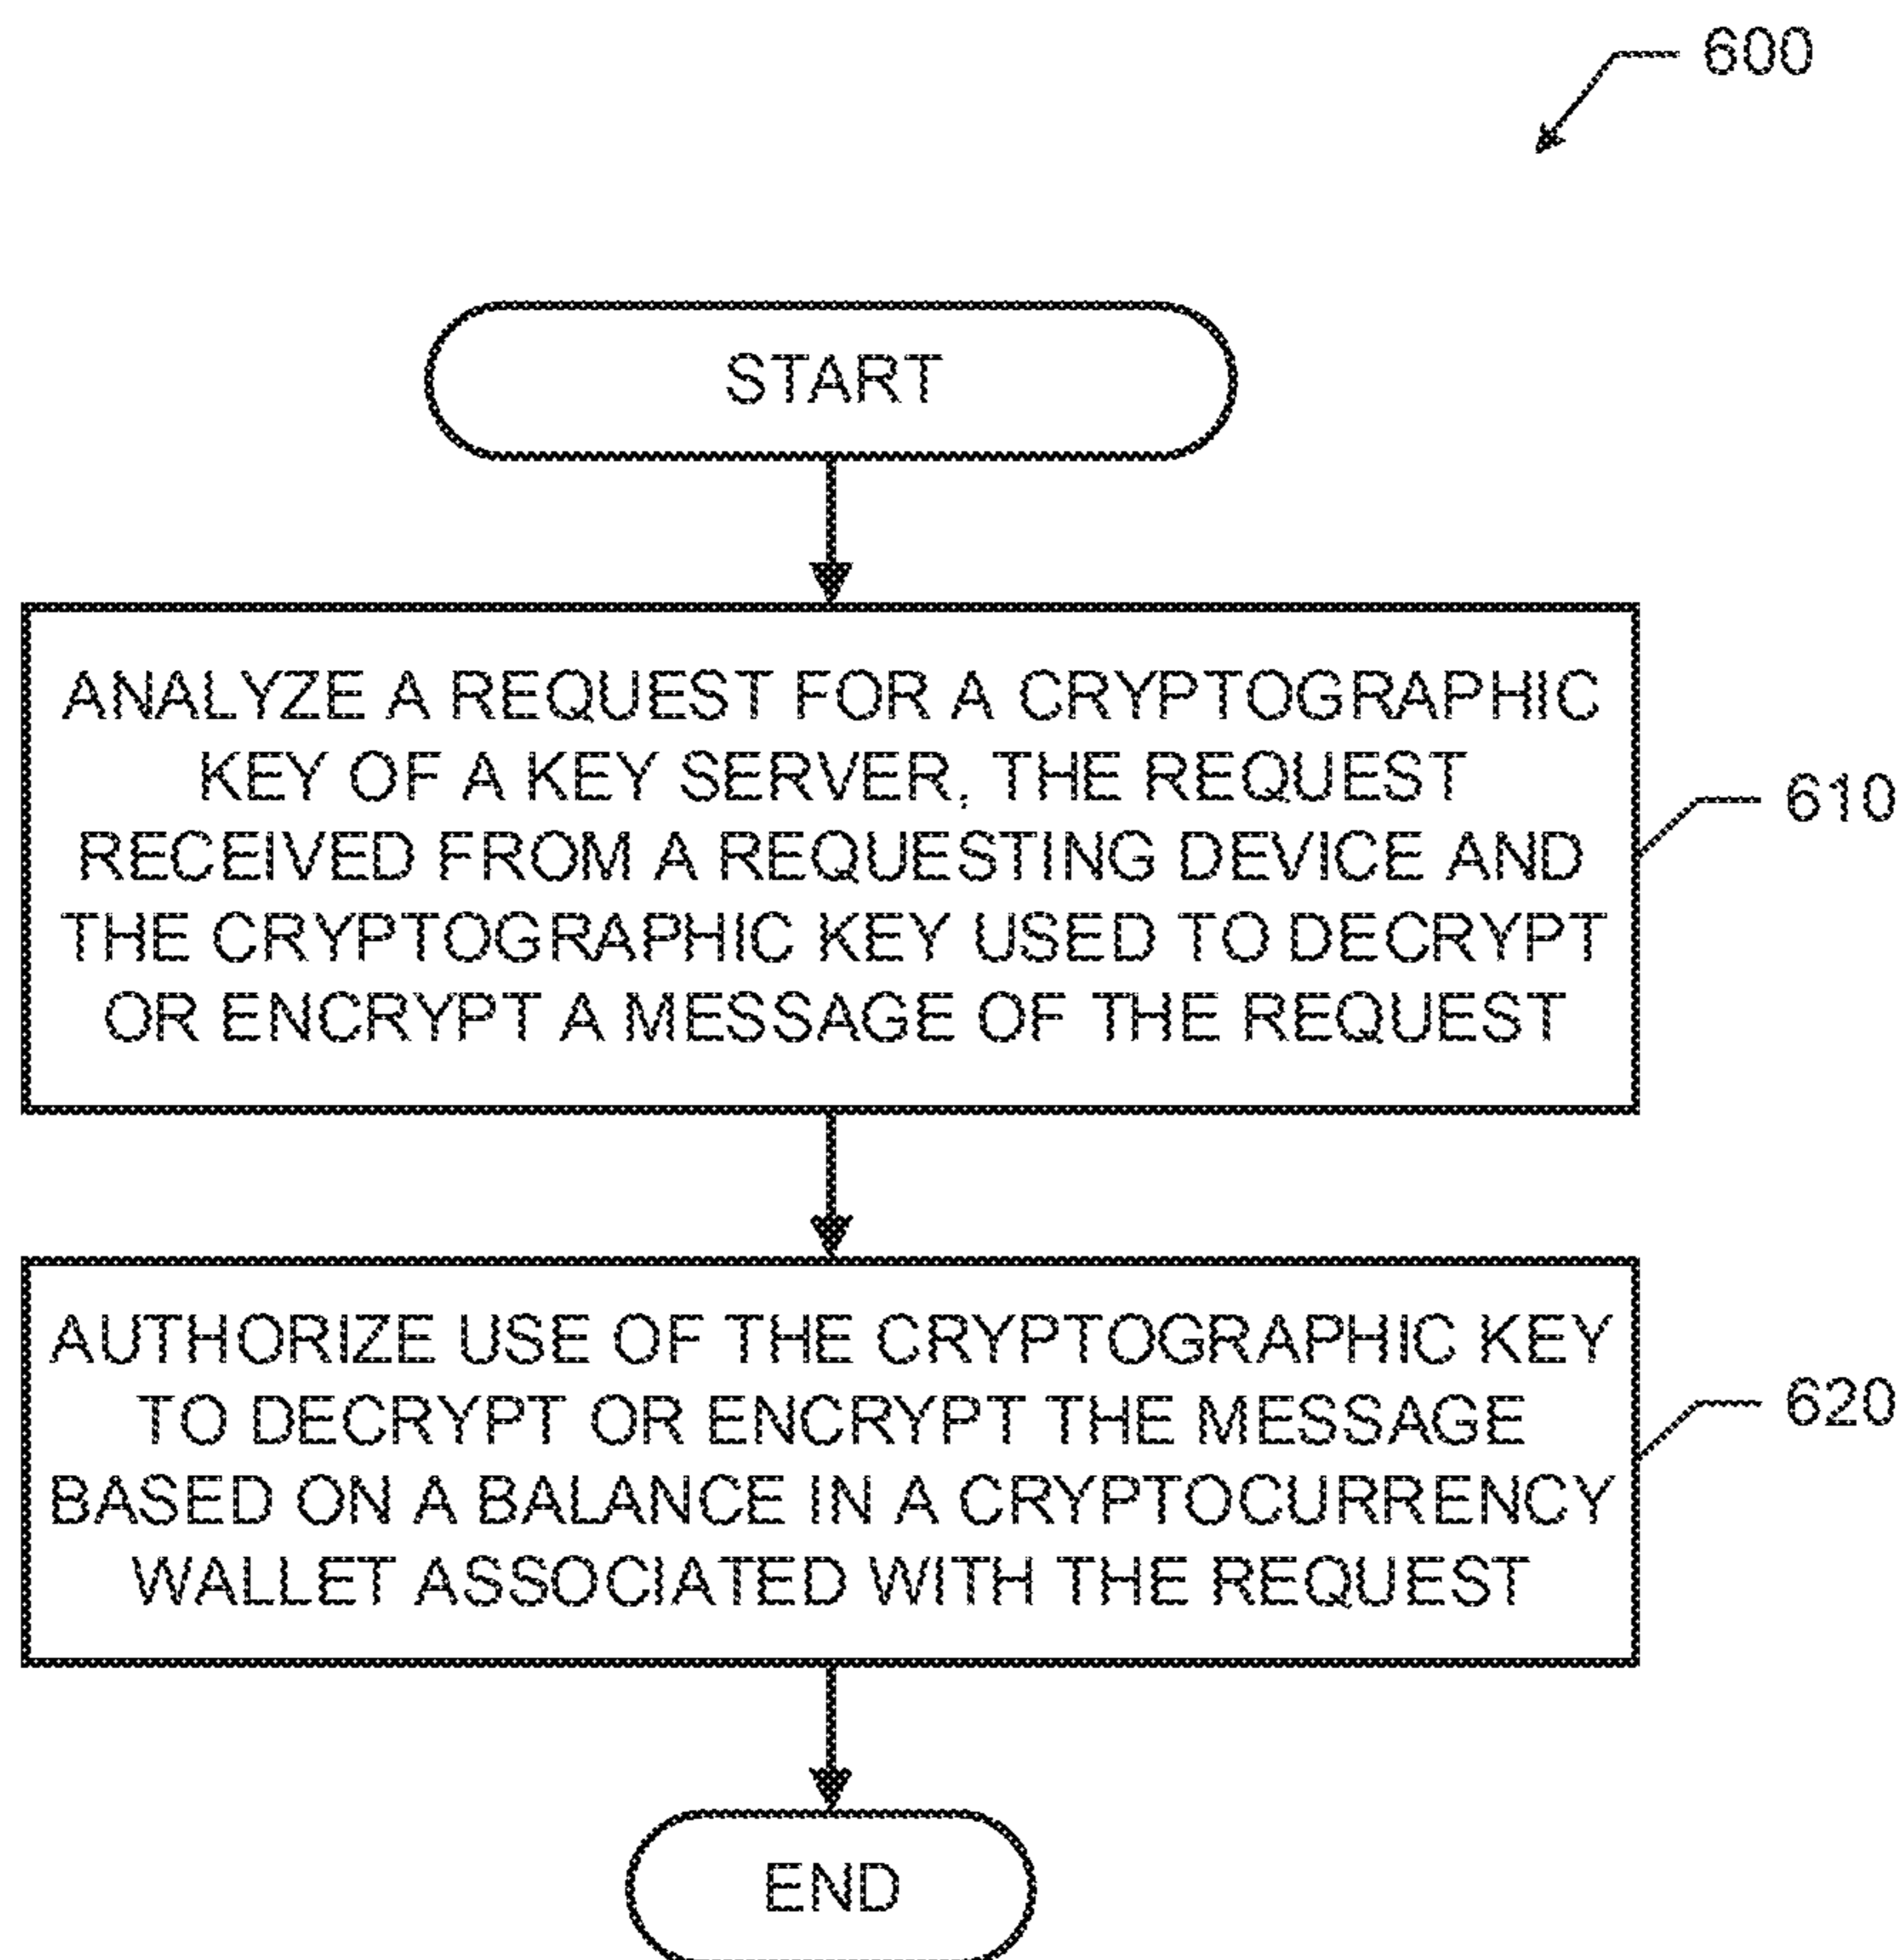 600
START
ANALYZE A REQUEST FOR A CRYPTOGRAPHIC
KEY OF A KEY SERVER, THE REQUEST
RECEIVED FROM A REQUESTING DEVICE AND
THE CRYPTOGRAPHIC KEY USED TO DECRYPT
OR ENCRYPT A MESSAGE OF THE REQUEST
610
AUTHORIZE USE OF THE CRYPTOGRAPHIC KEY
TO DECRYPT OR ENCRYPT THE MESSAGE
BASED ON A BALANCE IN A CRYPTOCURRENCY
WALLET ASSOCIATED WITH THE REQUEST
620
END